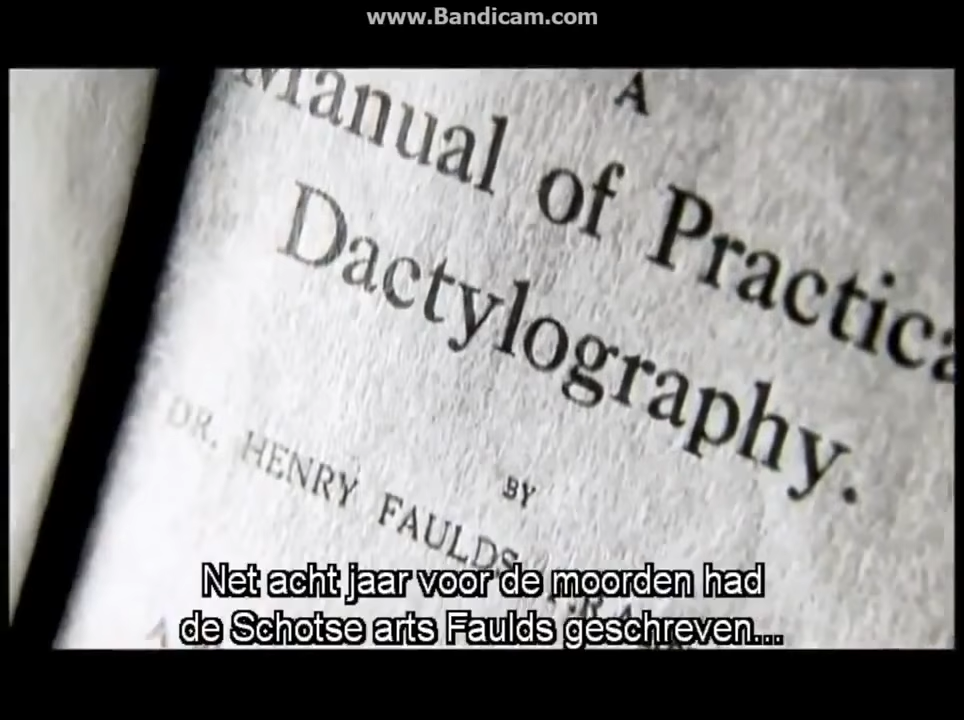 www.Bandicam.com
A
Manual of Practica
Dactylography.
BY
DR. HENRY FAULDS
Net acht jaar voor de moorden had
de Schotse arts Faulds geschreven...